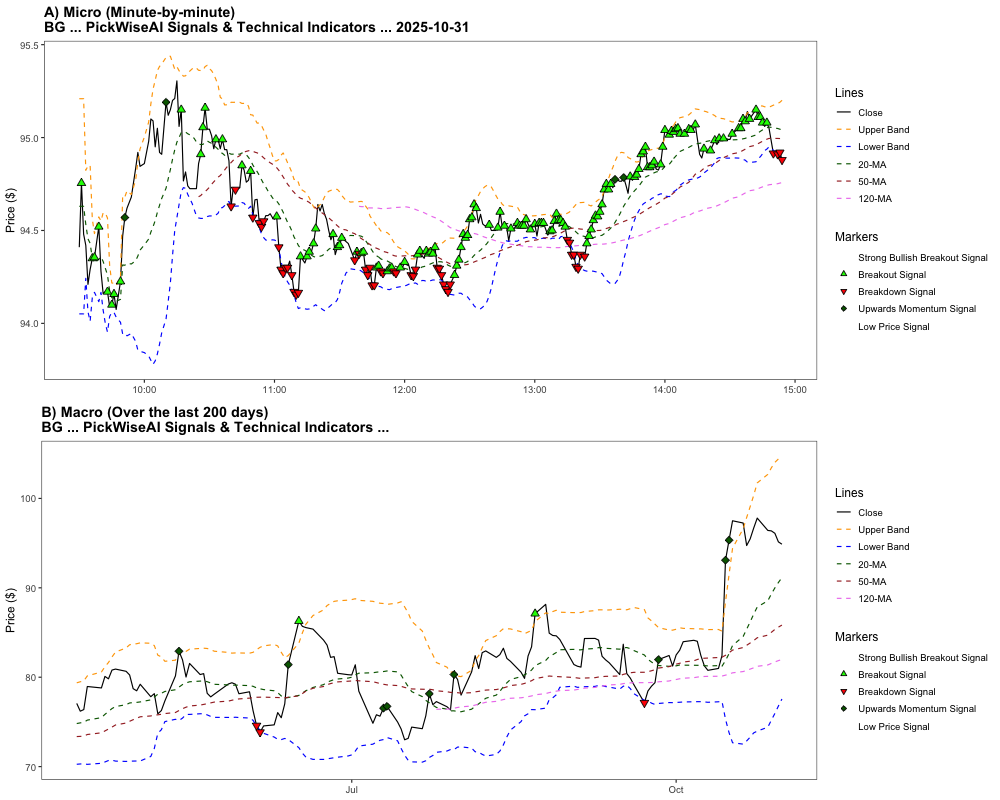 A) Micro (Minute-by-minute)
BG ... PickWiseAI Signals & Technical Indicators ... 2025-10-31
95.5
95.0
94.5
94.0
Price ($)
10:00
11:00
12:00
13:00
14:00
15:00
Lines
Close
Upper Band
Lower Band
20-MA
50-MA
120-MA
Markers
Strong Bullish Breakout Signal
Breakout Signal
Breakdown Signal
Upwards Momentum Signal
Low Price Signal
B) Macro (Over the last 200 days)
BG ... PickWiseAI Signals & Technical Indicators ...
100
90
80
70
Price ($)
Jul
Oct
Lines
Close
Upper Band
Lower Band
20-MA
50-MA
120-MA
Markers
Strong Bullish Breakout Signal
Breakout Signal
Breakdown Signal
Upwards Momentum Signal
Low Price Signal